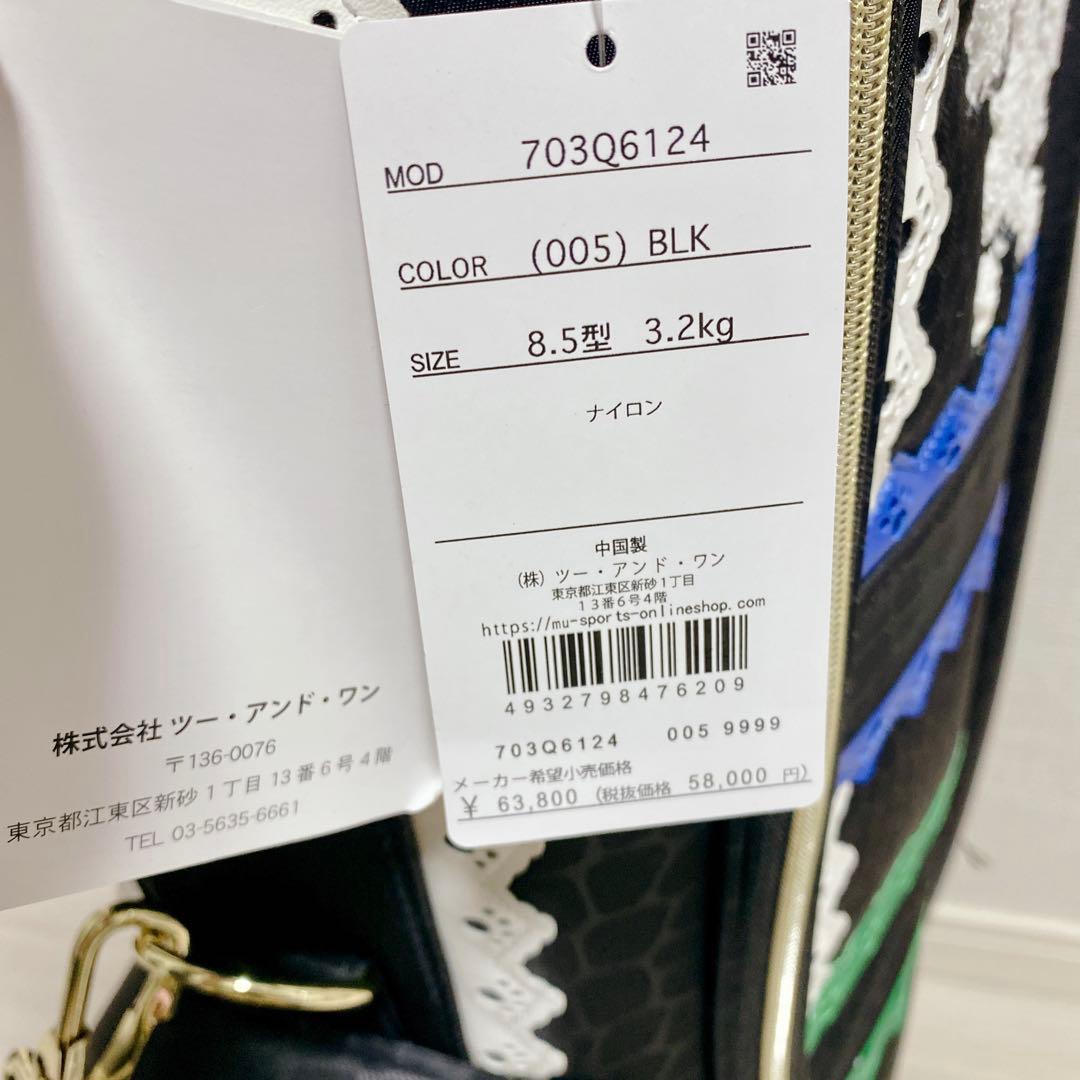 MOD 703Q6124
COLOR (005) BLK
SIZE 8.5型 3.2kg
ナイロン
中国製
(株) ツー・アンド・ワン
東京都江東区新砂1丁目
13番6号4階
https://mu-sports-onlineshop.com
4932798476209
703Q6124 005 9999
メーカー希望小売価格
¥ 63,800 (税抜価格 58,000 円)
株式会社 ツー・アンド・ワン
〒136-0076
東京都江東区新砂1丁目13番6号4階
TEL 03-5635-6661